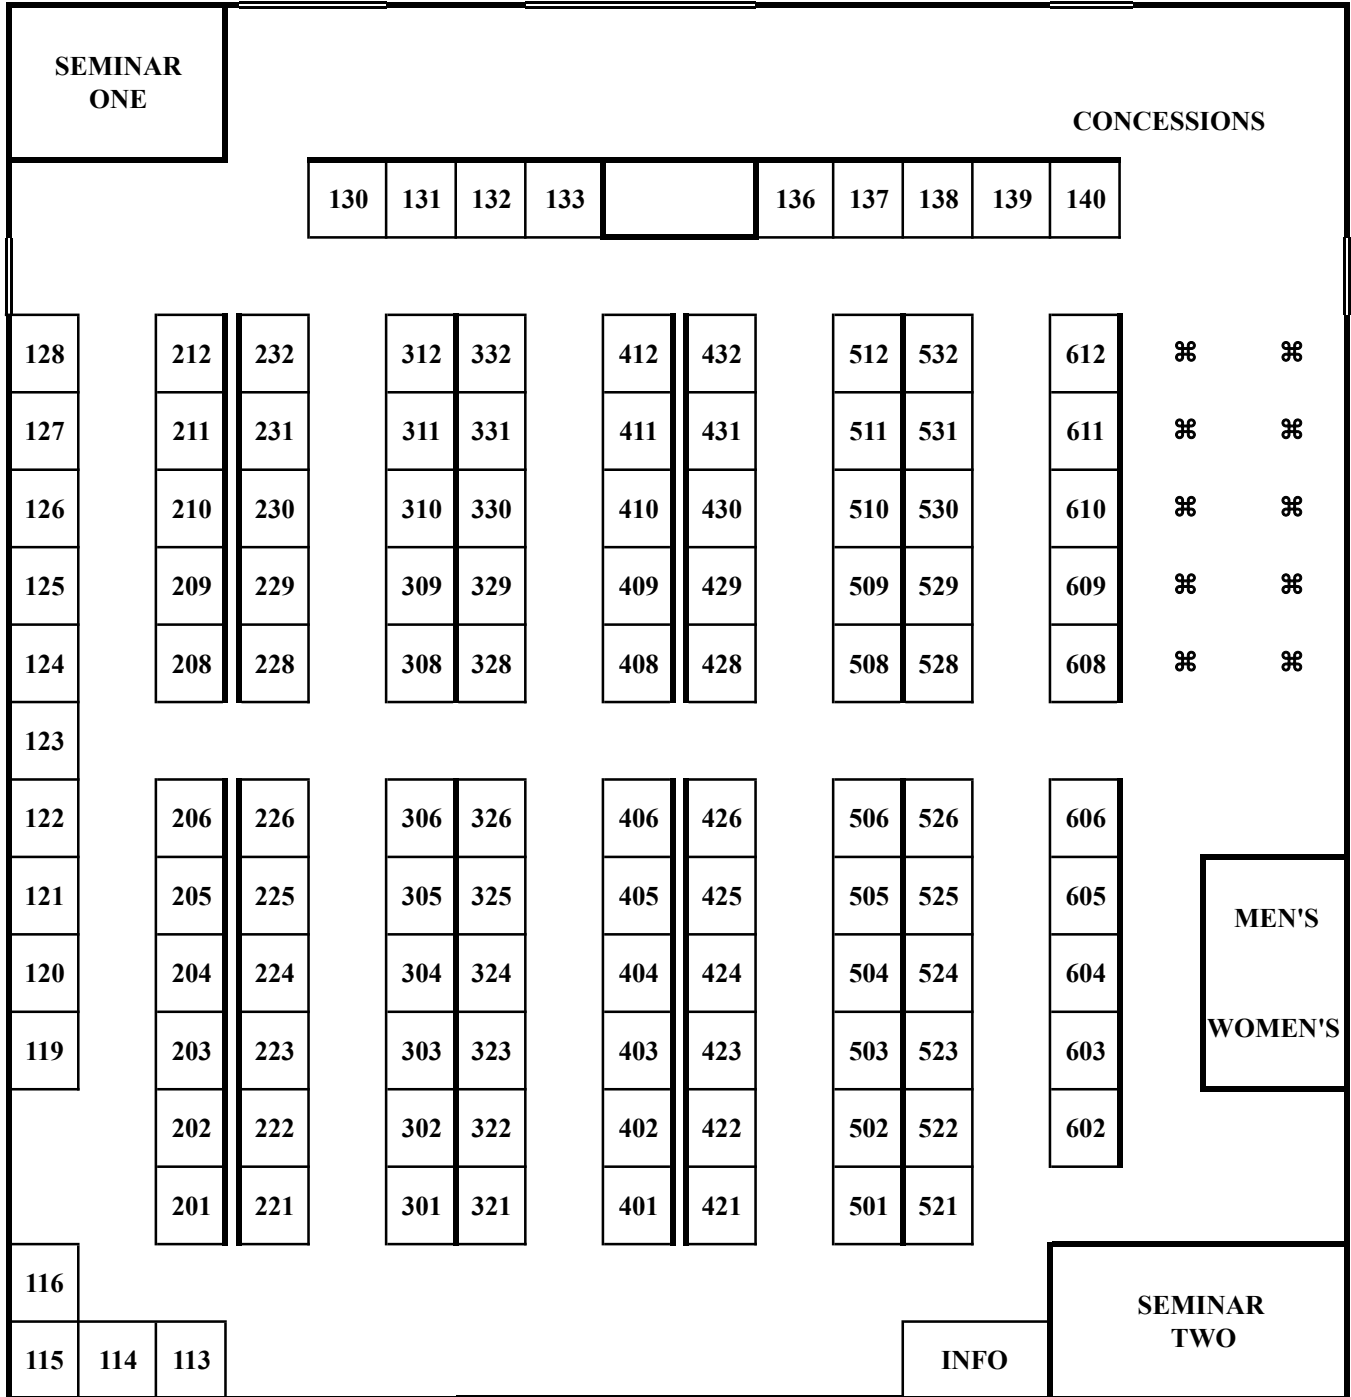 SEMINAR
ONE
CONCESSIONS
130 131 132 133 136 137 138 139 140
128 212 232 312 332 412 432 512 532 612 ⌘ ⌘
127 211 231 311 331 411 431 511 531 611 ⌘ ⌘
126 210 230 310 330 410 430 510 530 610 ⌘ ⌘
125 209 229 309 329 409 429 509 529 609 ⌘ ⌘
124 208 228 308 328 408 428 508 528 608 ⌘ ⌘
123
122 206 226 306 326 406 426 506 526 606
121 205 225 305 325 405 425 505 525 605
MEN'S
120 204 224 304 324 404 424 504 524 604
WOMEN'S
119 203 223 303 323 403 423 503 523 603
202 222 302 322 402 422 502 522 602
201 221 301 321 401 421 501 521
116
SEMINAR
TWO
115 114 113 INFO